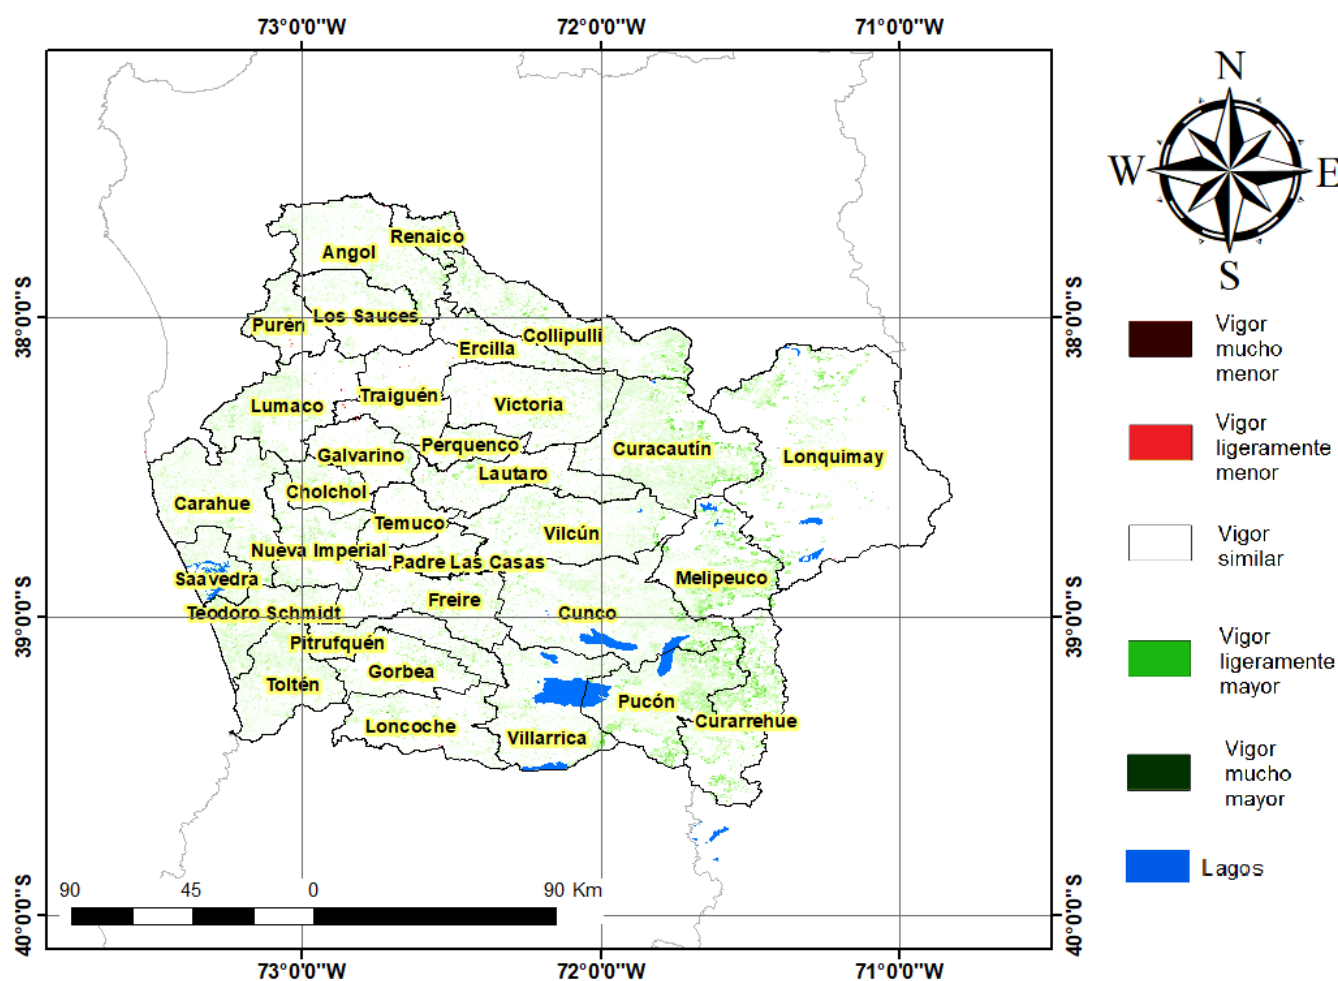 73°0'0"W 72°0'0"W 71°0'0"W
N
W E
S
38°0'0"S
38°0'0"S
39°0'0"S
39°0'0"S
40°0'0"S
40°0'0"S
Renaico
Angol
Los Sauces
Purén
Collipulli
Ercilla
Traiguén
Lumaco
Victoria
Perquenco
Curacautín
Galvarino
Lonquimay
Lautaro
Cholchol
Carahue
Temuco
Vilcún
Nueva Imperial
Padre Las Casas
Saavedra
Melipeuco
Freire
Teodoro Schmidt
Cunco
Pitrufquén
Gorbea
Toltén
Pucón
Curarrehue
Loncoche
Villarrica
90 45 0 90 Km
73°0'0"W 72°0'0"W 71°0'0"W
Vigor
mucho
menor
Vigor
ligeramente
menor
Vigor
similar
Vigor
ligeramente
mayor
Vigor
mucho
mayor
Lagos